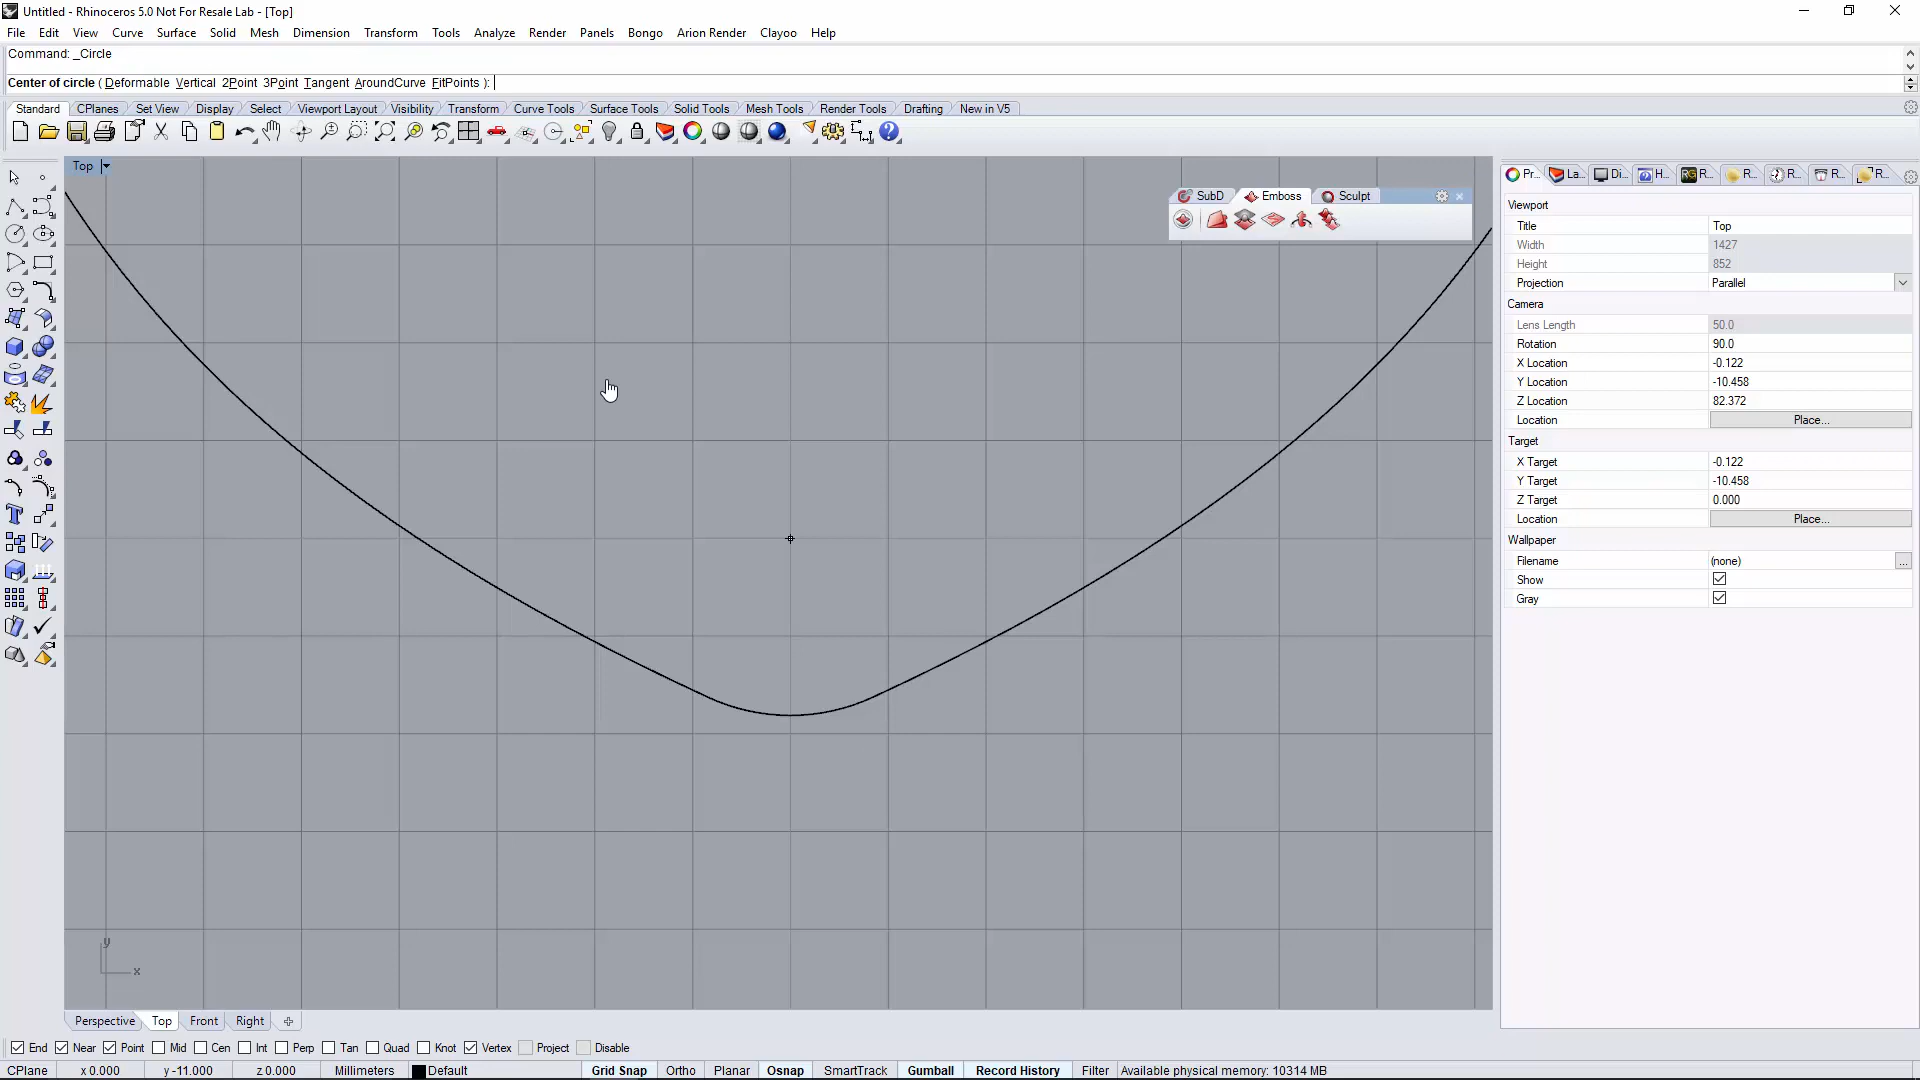 Untitled - Rhinoceros 5.0 Not For Resale Lab - [Top]
File Edit View Curve Surface Solid Mesh Dimension Transform Tools Analyze Render Panels Bongo Arion Render Clayoo Help
Command: _Circle
Center of circle ( Deformable Vertical 2Point 3Point Tangent AroundCurve FitPoints ):
Standard CPlanes Set View Display Select Viewport Layout Visibility Transform Curve Tools Surface Tools Solid Tools Mesh Tools Render Tools Drafting New in V5
Top
SubD Emboss Sculpt
Pr... La... Di... H... R... R... R... R... R...
Viewport
Title Top
Width 1427
Height 852
Projection Parallel
Camera
Lens Length 50.0
Rotation 90.0
X Location -0.122
Y Location -10.458
Z Location 82.372
Location Place...
Target
X Target -0.122
Y Target -10.458
Z Target 0.000
Location Place...
Wallpaper
Filename (none) ...
Show
Gray
y
x
Perspective Top Front Right
End Near Point Mid Cen Int Perp Tan Quad Knot Vertex Project Disable
CPlane x 0.000 y -11.000 z 0.000 Millimeters Default Grid Snap Ortho Planar Osnap SmartTrack Gumball Record History Filter Available physical memory: 10314 MB